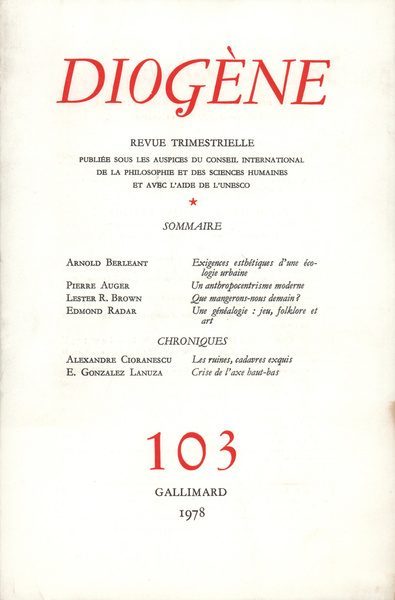 DIOGÈNE
REVUE TRIMESTRIELLE
PUBLIÉE SOUS LES AUSPICES DU CONSEIL INTERNATIONAL
DE LA PHILOSOPHIE ET DES SCIENCES HUMAINES
ET AVEC L'AIDE DE L'UNESCO
*
SOMMAIRE
ARNOLD BERLEANT Exigences esthétiques d'une éco-
logie urbaine
PIERRE AUGER Un anthropocentrisme moderne
LESTER R. BROWN Que mangerons-nous demain ?
EDMOND RADAR Une généalogie : jeu, folklore et
art
CHRONIQUES
ALEXANDRE CIORANESCU Les ruines, cadavres exquis
E. GONZALEZ LANUZA Crise de l'axe haut-bas
103
GALLIMARD
1978